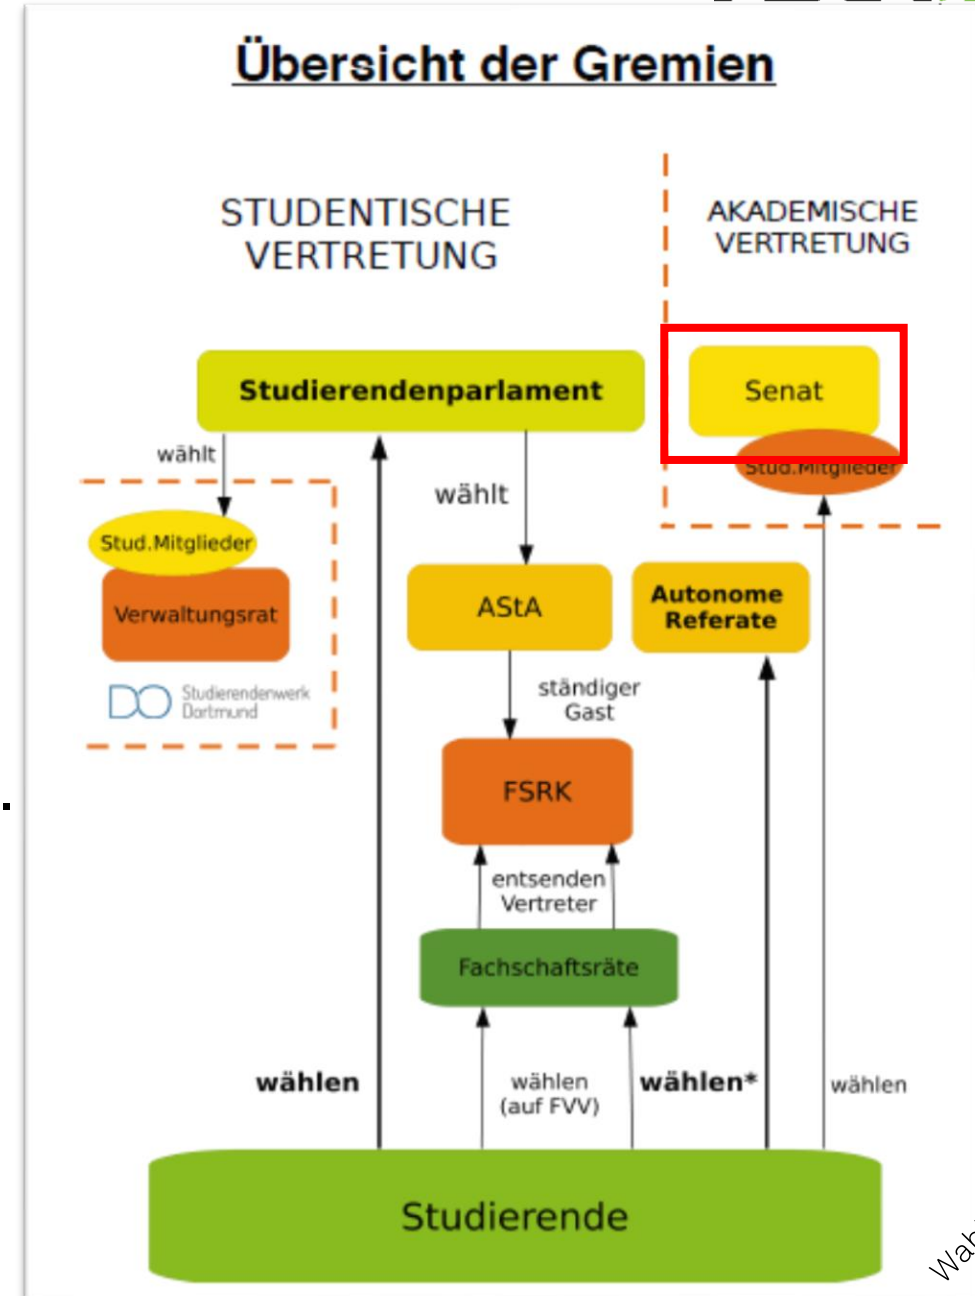 Übersicht der Gremien
STUDENTISCHE
VERTRETUNG
AKADEMISCHE
VERTRETUNG
Studierendenparlament
Senat
Stud.Mitglieder
wählt
wählt
Stud.Mitglieder
Verwaltungsrat
DO Studierendenwerk
Dortmund
AStA
Autonome
Referate
ständiger
Gast
FSRK
entsenden
Vertreter
Fachschaftsräte
wählen
wählen
(auf FVV)
wählen*
wählen
Studierende